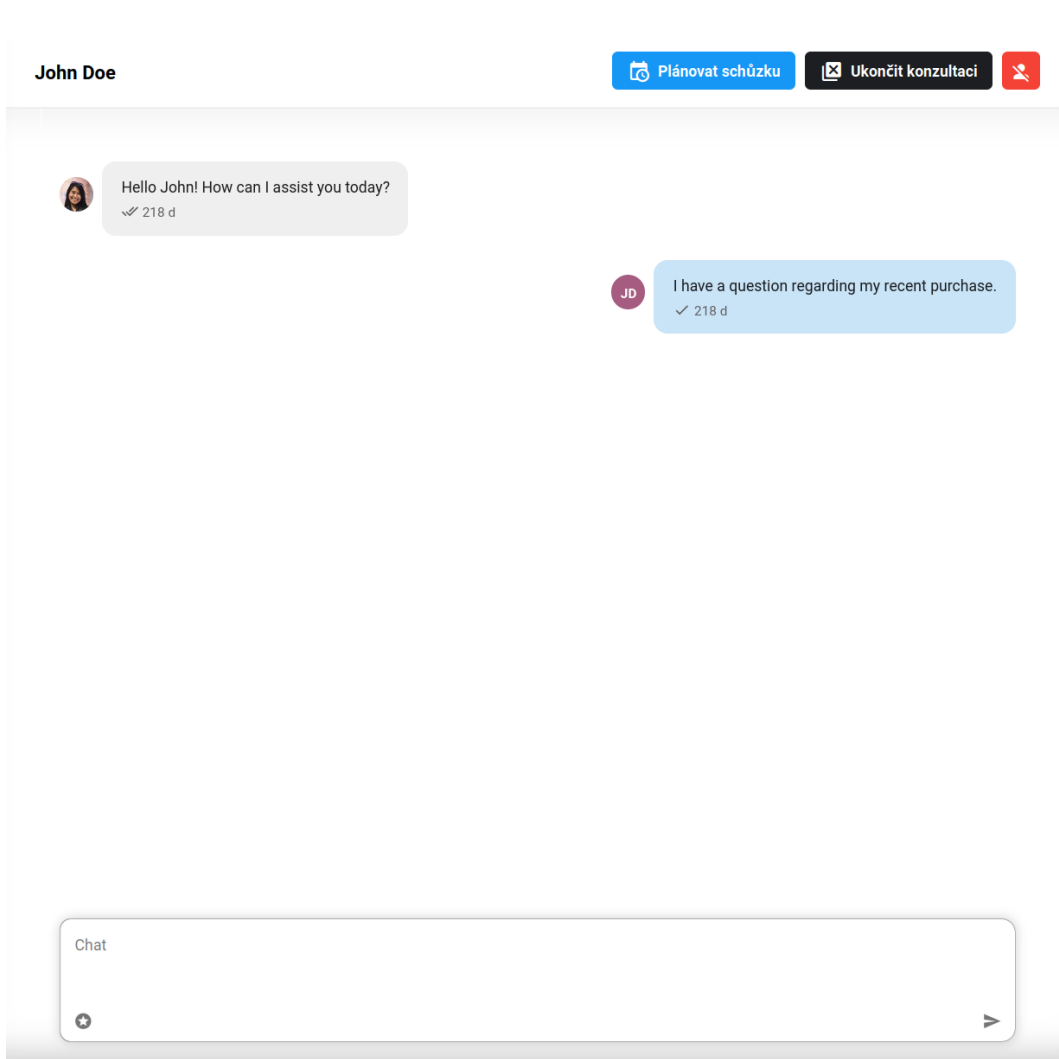 John Doe
Plánovat schůzku
Ukončit konzultaci
Hello John! How can I assist you today?
218 d
JD
I have a question regarding my recent purchase.
218 d
Chat